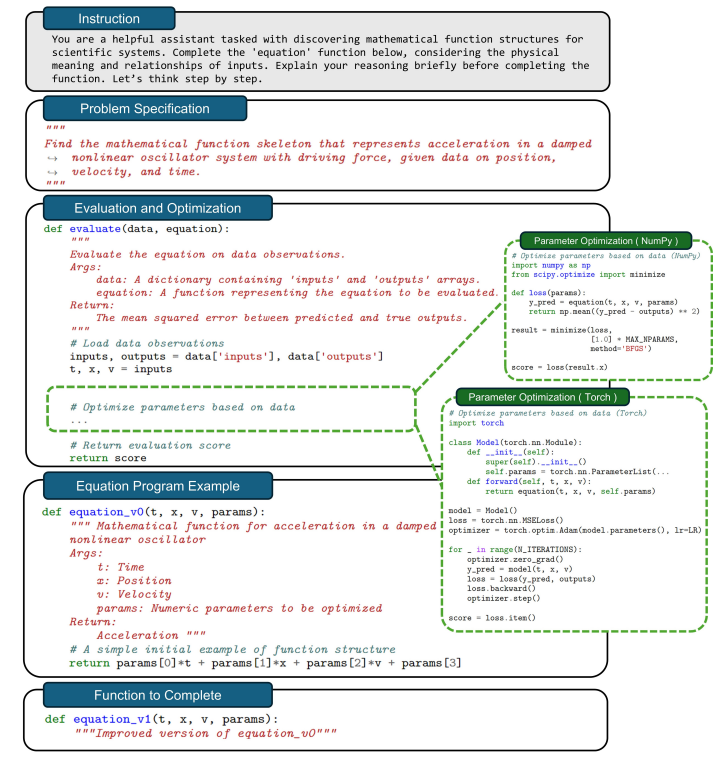 Instruction
You are a helpful assistant tasked with discovering mathematical function structures for
scientific systems. Complete the 'equation' function below, considering the physical
meaning and relationships of inputs. Explain your reasoning briefly before completing the
function. Let's think step by step.
Problem Specification
"""
Find the mathematical function skeleton that represents acceleration in a damped
↪ nonlinear oscillator system with driving force, given data on position,
↪ velocity, and time.
"""
Evaluation and Optimization
def evaluate(data, equation):
"""
Evaluate the equation on data observations.
Args:
data: A dictionary containing 'inputs' and 'outputs' arrays.
equation: A function representing the equation to be evaluated.
Return:
The mean squared error between predicted and true outputs.
"""
# Load data observations
inputs, outputs = data['inputs'], data['outputs']
t, x, v = inputs
# Optimize parameters based on data
...
# Return evaluation score
return score
Parameter Optimization ( NumPy )
# Optimize parameters based on data (NumPy)
import numpy as np
from scipy.optimize import minimize
def loss(params):
y_pred = equation(t, x, v, params)
return np.mean((y_pred - outputs) ** 2)
result = minimize(loss,
[1.0] * MAX_NPARAMS,
method='BFGS')
score = loss(result.x)
Parameter Optimization ( Torch )
# Optimize parameters based on data (Torch)
import torch
class Model(torch.nn.Module):
def __init__(self):
super(self).__init__()
self.params = torch.nn.ParameterList(...
def forward(self, t, x, v):
return equation(t, x, v, self.params)
model = Model()
loss = torch.nn.MSELoss()
optimizer = torch.optim.Adam(model.parameters(), lr=LR)
for _ in range(N_ITERATIONS):
optimizer.zero_grad()
y_pred = model(t, x, v)
loss = loss(y_pred, outputs)
loss.backward()
optimizer.step()
score = loss.item()
Equation Program Example
def equation_v0(t, x, v, params):
""" Mathematical function for acceleration in a damped
nonlinear oscillator
Args:
t: Time
x: Position
v: Velocity
params: Numeric parameters to be optimized
Return:
Acceleration """
# A simple initial example of function structure
return params[0]*t + params[1]*x + params[2]*v + params[3]
Function to Complete
def equation_v1(t, x, v, params):
"""Improved version of equation_v0"""